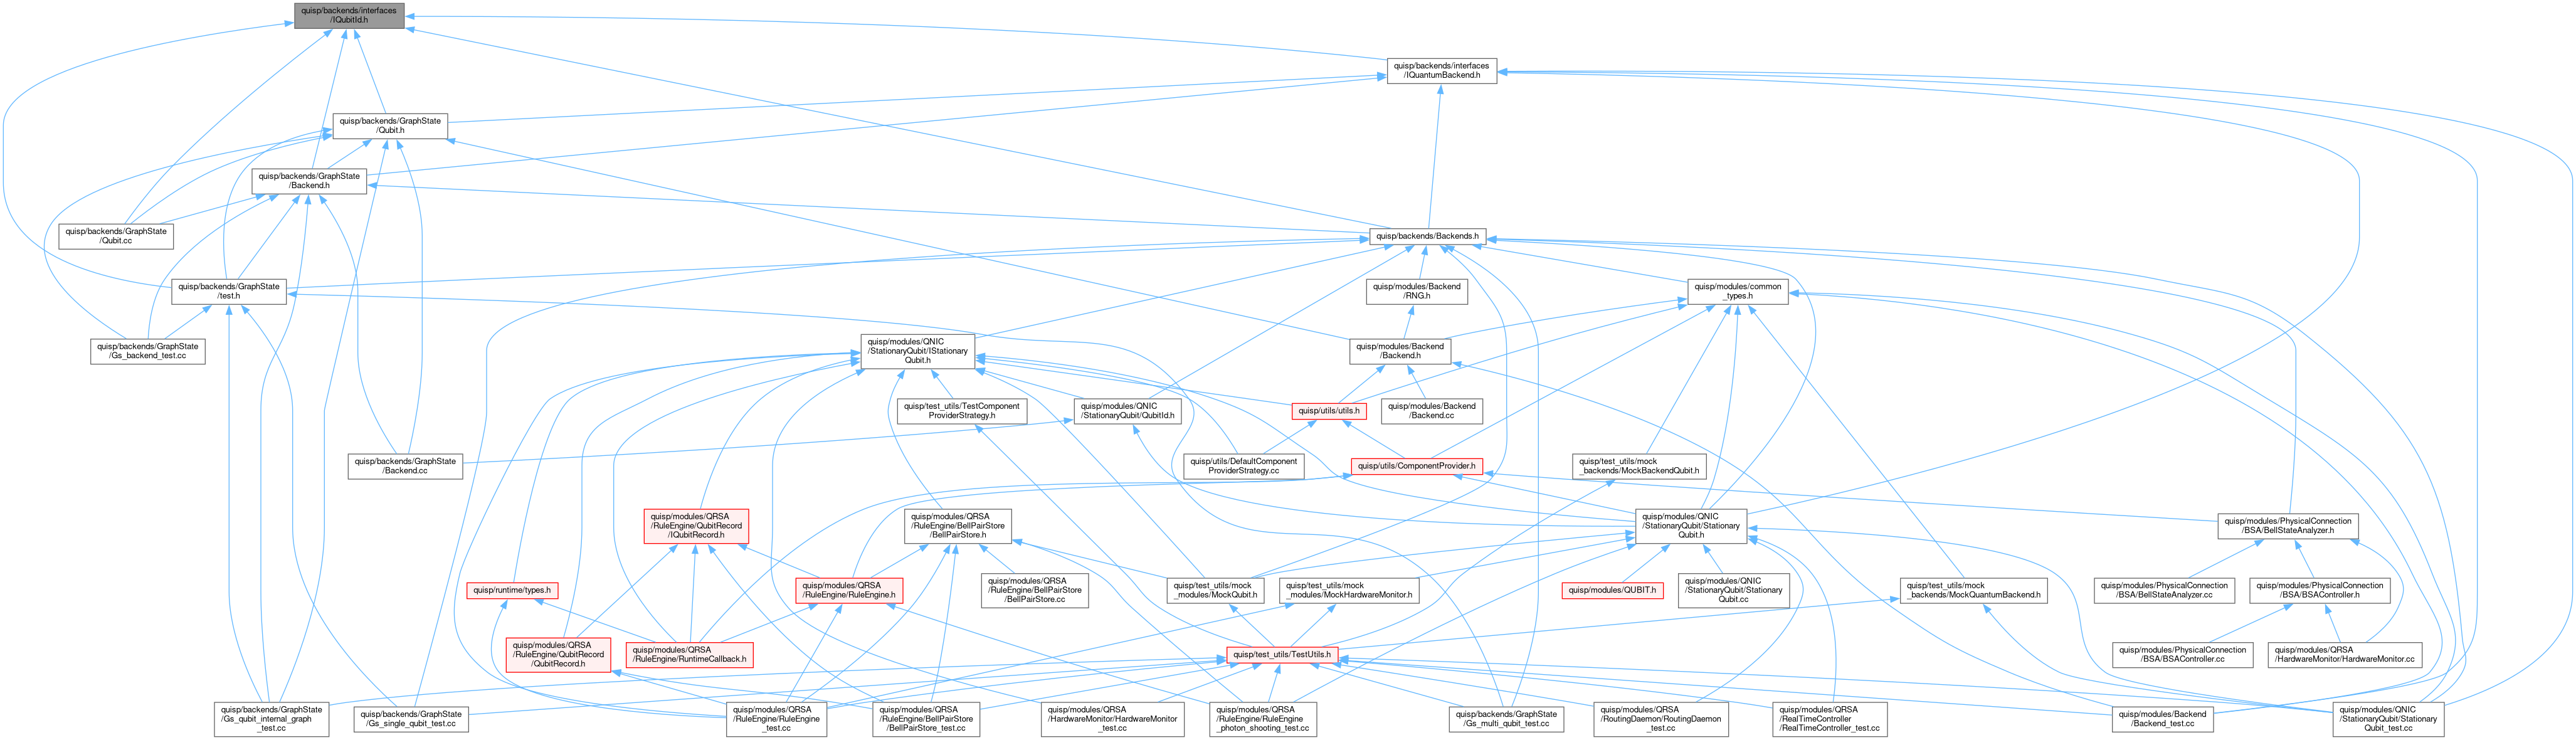 quisp/backends/interfaces
/IQubitId.h
quisp/backends/interfaces
/IQuantumBackend.h
quisp/backends/GraphState
/Qubit.h
quisp/backends/GraphState
/Backend.h
quisp/backends/GraphState
/Qubit.cc
quisp/backends/Backends.h
quisp/backends/GraphState
/test.h
quisp/modules/Backend
/RNG.h
quisp/modules/common
_types.h
quisp/backends/GraphState
/Gs_backend_test.cc
quisp/modules/QNIC
/StationaryQubit/IStationary
Qubit.h
quisp/modules/Backend
/Backend.h
quisp/test_utils/TestComponent
ProviderStrategy.h
quisp/modules/QNIC
/StationaryQubit/QubitId.h
quisp/utils/utils.h
quisp/modules/Backend
/Backend.cc
quisp/backends/GraphState
/Backend.cc
quisp/utils/DefaultComponent
ProviderStrategy.cc
quisp/utils/ComponentProvider.h
quisp/test_utils/mock
_backends/MockBackendQubit.h
quisp/modules/QRSA
/RuleEngine/QubitRecord
/IQubitRecord.h
quisp/modules/QRSA
/RuleEngine/BellPairStore
/BellPairStore.h
quisp/modules/QNIC
/StationaryQubit/Stationary
Qubit.h
quisp/modules/PhysicalConnection
/BSA/BellStateAnalyzer.h
quisp/runtime/types.h
quisp/modules/QRSA
/RuleEngine/RuleEngine.h
quisp/modules/QRSA
/RuleEngine/BellPairStore
/BellPairStore.cc
quisp/test_utils/mock
_modules/MockQubit.h
quisp/test_utils/mock
_modules/MockHardwareMonitor.h
quisp/modules/QUBIT.h
quisp/modules/QNIC
/StationaryQubit/Stationary
Qubit.cc
quisp/test_utils/mock
_backends/MockQuantumBackend.h
quisp/modules/PhysicalConnection
/BSA/BellStateAnalyzer.cc
quisp/modules/PhysicalConnection
/BSA/BSAController.h
quisp/modules/QRSA
/RuleEngine/QubitRecord
/QubitRecord.h
quisp/modules/QRSA
/RuleEngine/RuntimeCallback.h
quisp/test_utils/TestUtils.h
quisp/modules/PhysicalConnection
/BSA/BSAController.cc
quisp/modules/QRSA
/HardwareMonitor/HardwareMonitor.cc
quisp/backends/GraphState
/Gs_qubit_internal_graph
_test.cc
quisp/backends/GraphState
/Gs_single_qubit_test.cc
quisp/modules/QRSA
/RuleEngine/RuleEngine
_test.cc
quisp/modules/QRSA
/RuleEngine/BellPairStore
/BellPairStore_test.cc
quisp/modules/QRSA
/HardwareMonitor/HardwareMonitor
_test.cc
quisp/modules/QRSA
/RuleEngine/RuleEngine
_photon_shooting_test.cc
quisp/backends/GraphState
/Gs_multi_qubit_test.cc
quisp/modules/QRSA
/RoutingDaemon/RoutingDaemon
_test.cc
quisp/modules/QRSA
/RealTimeController
/RealTimeController_test.cc
quisp/modules/Backend
/Backend_test.cc
quisp/modules/QNIC
/StationaryQubit/Stationary
Qubit_test.cc